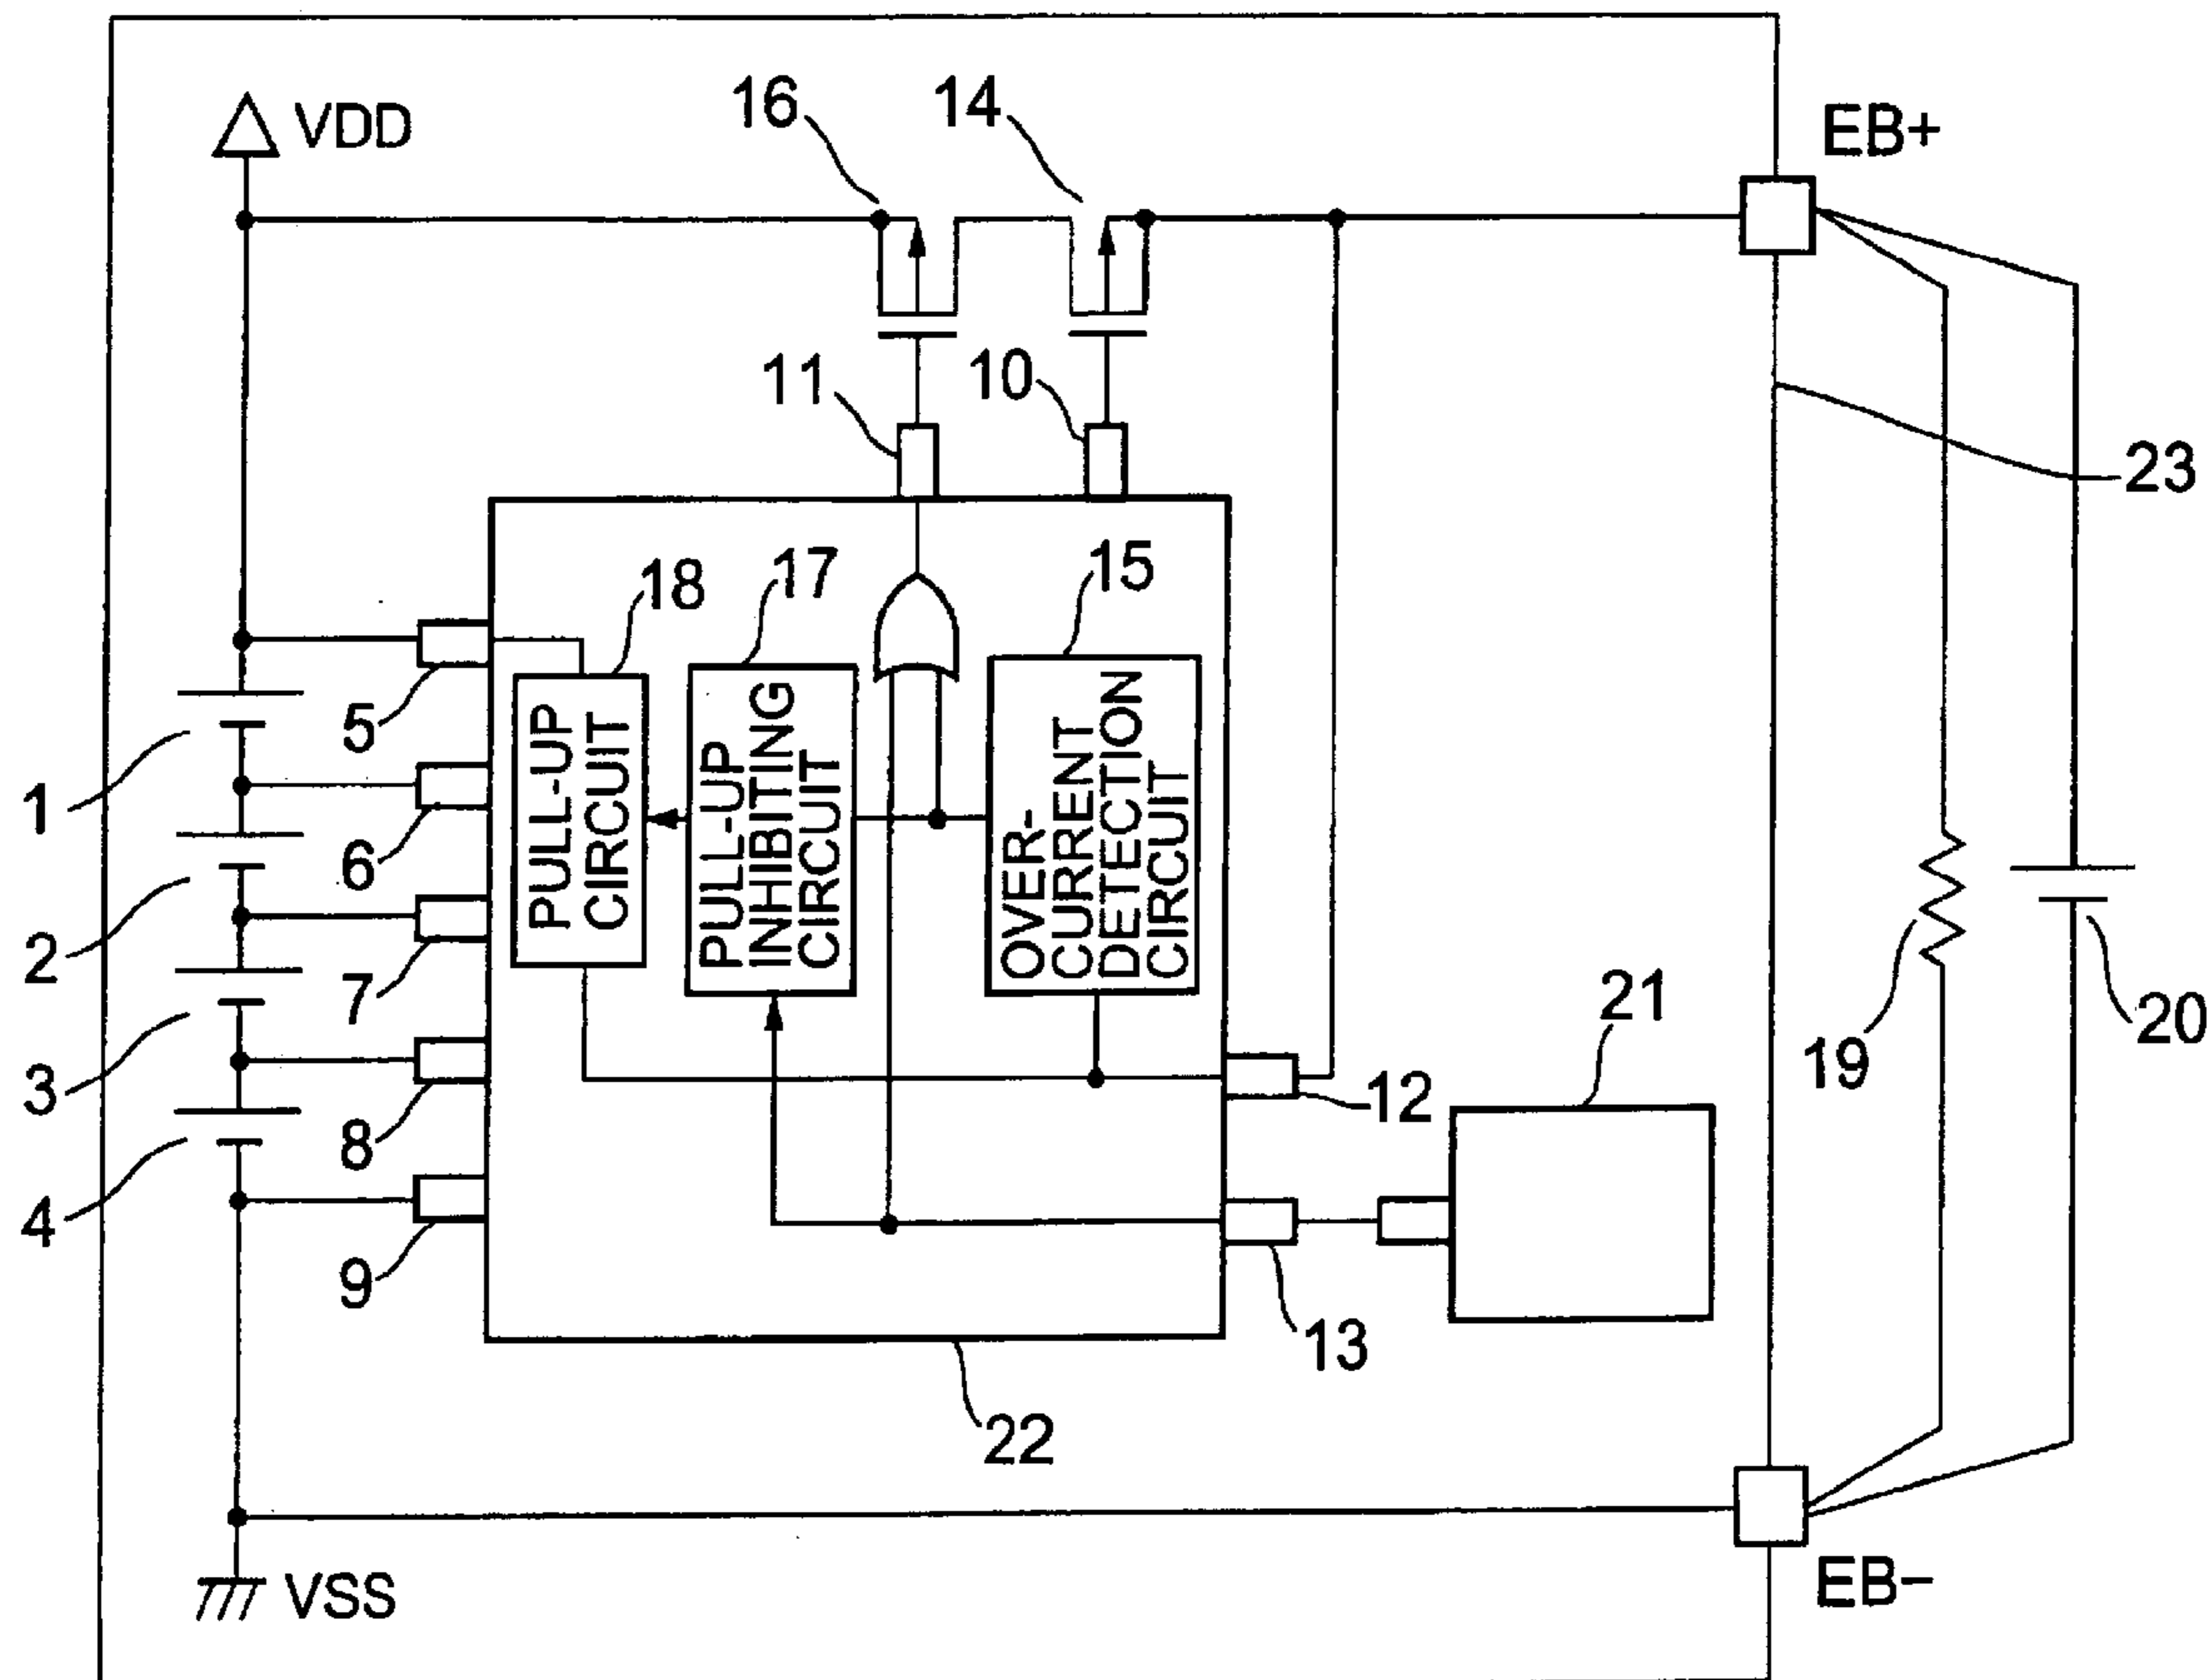 VDD
16
14
EB+
11
10
23
18
17
15
5
PULL-UP
CIRCUIT
PULL-UP
INHIBITING
CIRCUIT
OVER-
CURRENT
DETECTION
CIRCUIT
1
6
2
7
21
19
20
3
8
12
4
9
13
22
VSS
EB−